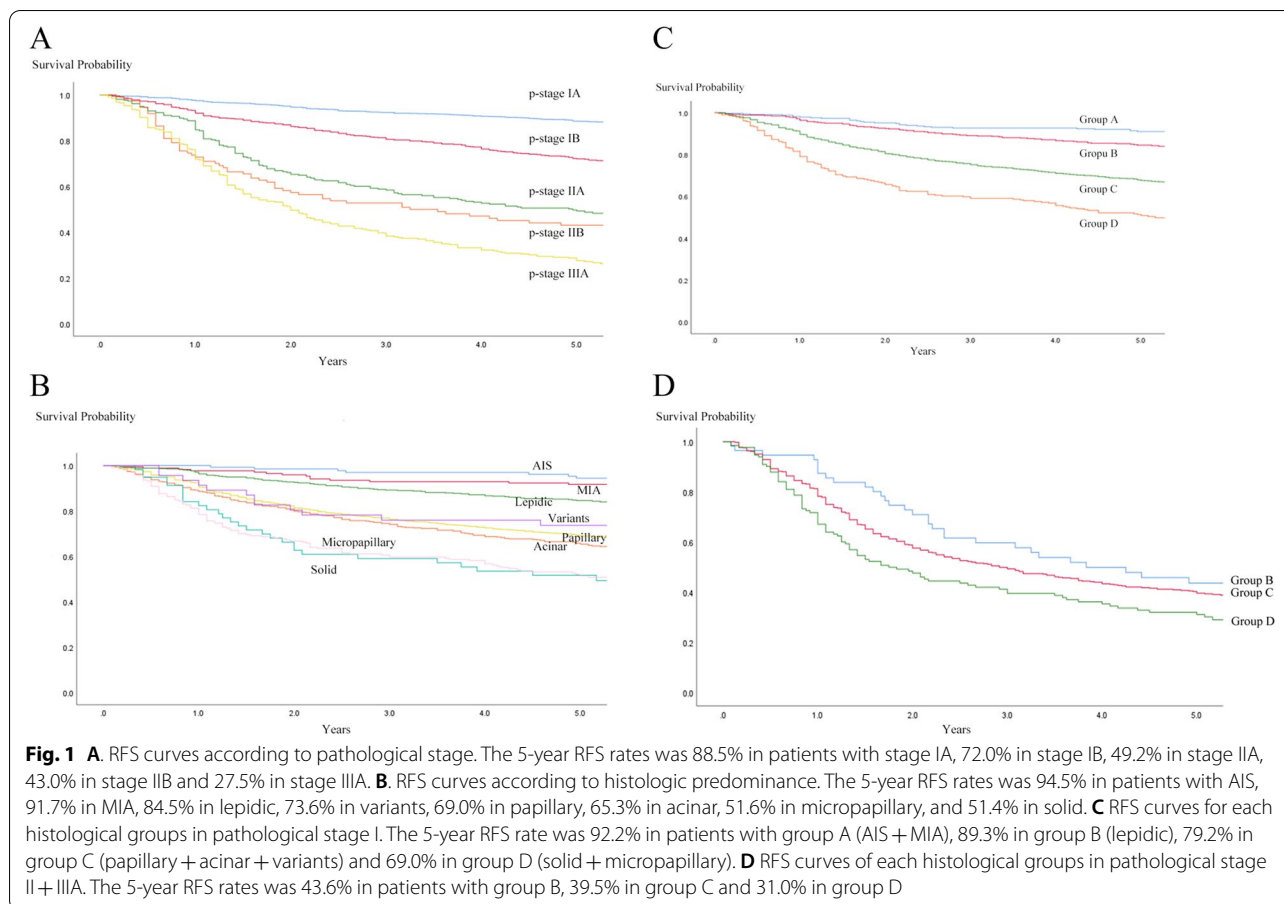 A
Survival Probability
1.0
0.8
0.6
0.4
0.2
0.0
p-stage IA
p-stage IB
p-stage IIA
p-stage IIB
p-stage IIIA
.0 1.0 2.0 3.0 4.0 5.0
Years
B
Survival Probability
1.0
0.8
0.6
0.4
0.2
0.0
AIS
MIA
Lepidic
Variants
Papillary
Micropapillary
Acinar
Solid
.0 1.0 2.0 3.0 4.0 5.0
Years
C
Survival Probability
1.0
0.8
0.6
0.4
0.2
0.0
Group A
Gropu B
Group C
Group D
.0 1.0 2.0 3.0 4.0 5.0
Years
D
Survival Probability
1.0
0.8
0.6
0.4
0.2
0.0
Group B
Group C
Group D
.0 1.0 2.0 3.0 4.0 5.0
Years
Fig. 1 A. RFS curves according to pathological stage. The 5-year RFS rates was 88.5% in patients with stage IA, 72.0% in stage IB, 49.2% in stage IIA,
43.0% in stage IIB and 27.5% in stage IIIA. B. RFS curves according to histologic predominance. The 5-year RFS rates was 94.5% in patients with AIS,
91.7% in MIA, 84.5% in lepidic, 73.6% in variants, 69.0% in papillary, 65.3% in acinar, 51.6% in micropapillary, and 51.4% in solid. C RFS curves for each
histological groups in pathological stage I. The 5-year RFS rate was 92.2% in patients with group A (AIS + MIA), 89.3% in group B (lepidic), 79.2% in
group C (papillary + acinar + variants) and 69.0% in group D (solid + micropapillary). D RFS curves of each histological groups in pathological stage
II + IIIA. The 5-year RFS rates was 43.6% in patients with group B, 39.5% in group C and 31.0% in group D